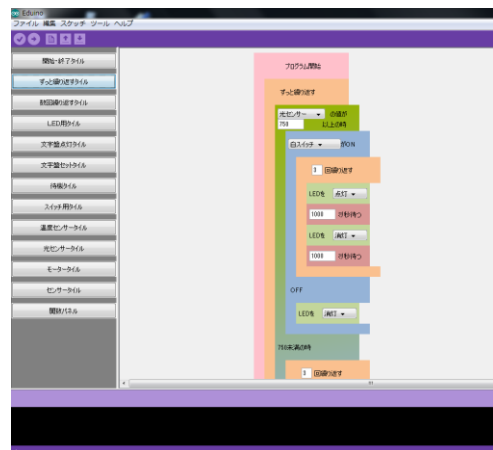 Eduino
ファイル 編集 スケッチ ツール ヘルプ
開始・終了タイル
ずっと繰り返すタイル
数回繰り返すタイル
LED用タイル
文字盤点灯タイル
文字盤セットタイル
待機タイル
スイッチ用タイル
温度センサータイル
光センサータイル
モータータイル
センサタイル
関数パネル
プログラム開始
ずっと繰り返す
光センサー の値が
750 以上の時
白スイッチ がON
3 回繰り返す
LEDを 点灯
1000 ミリ秒待つ
LEDを 消灯
1000 ミリ秒待つ
OFF
LEDを 消灯
750未満の時
3 回繰り返す